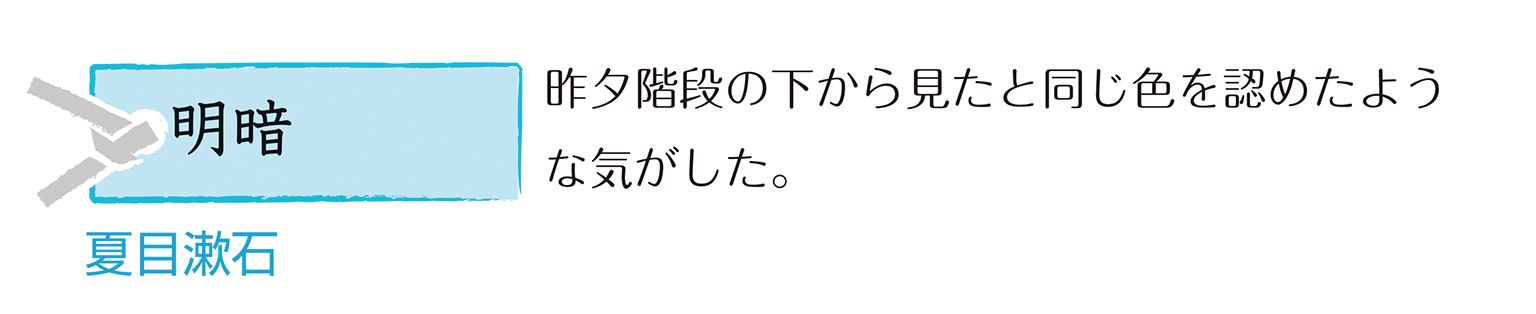 明暗
夏目漱石
昨夕階段の下から見たと同じ色を認めたよう
な気がした。